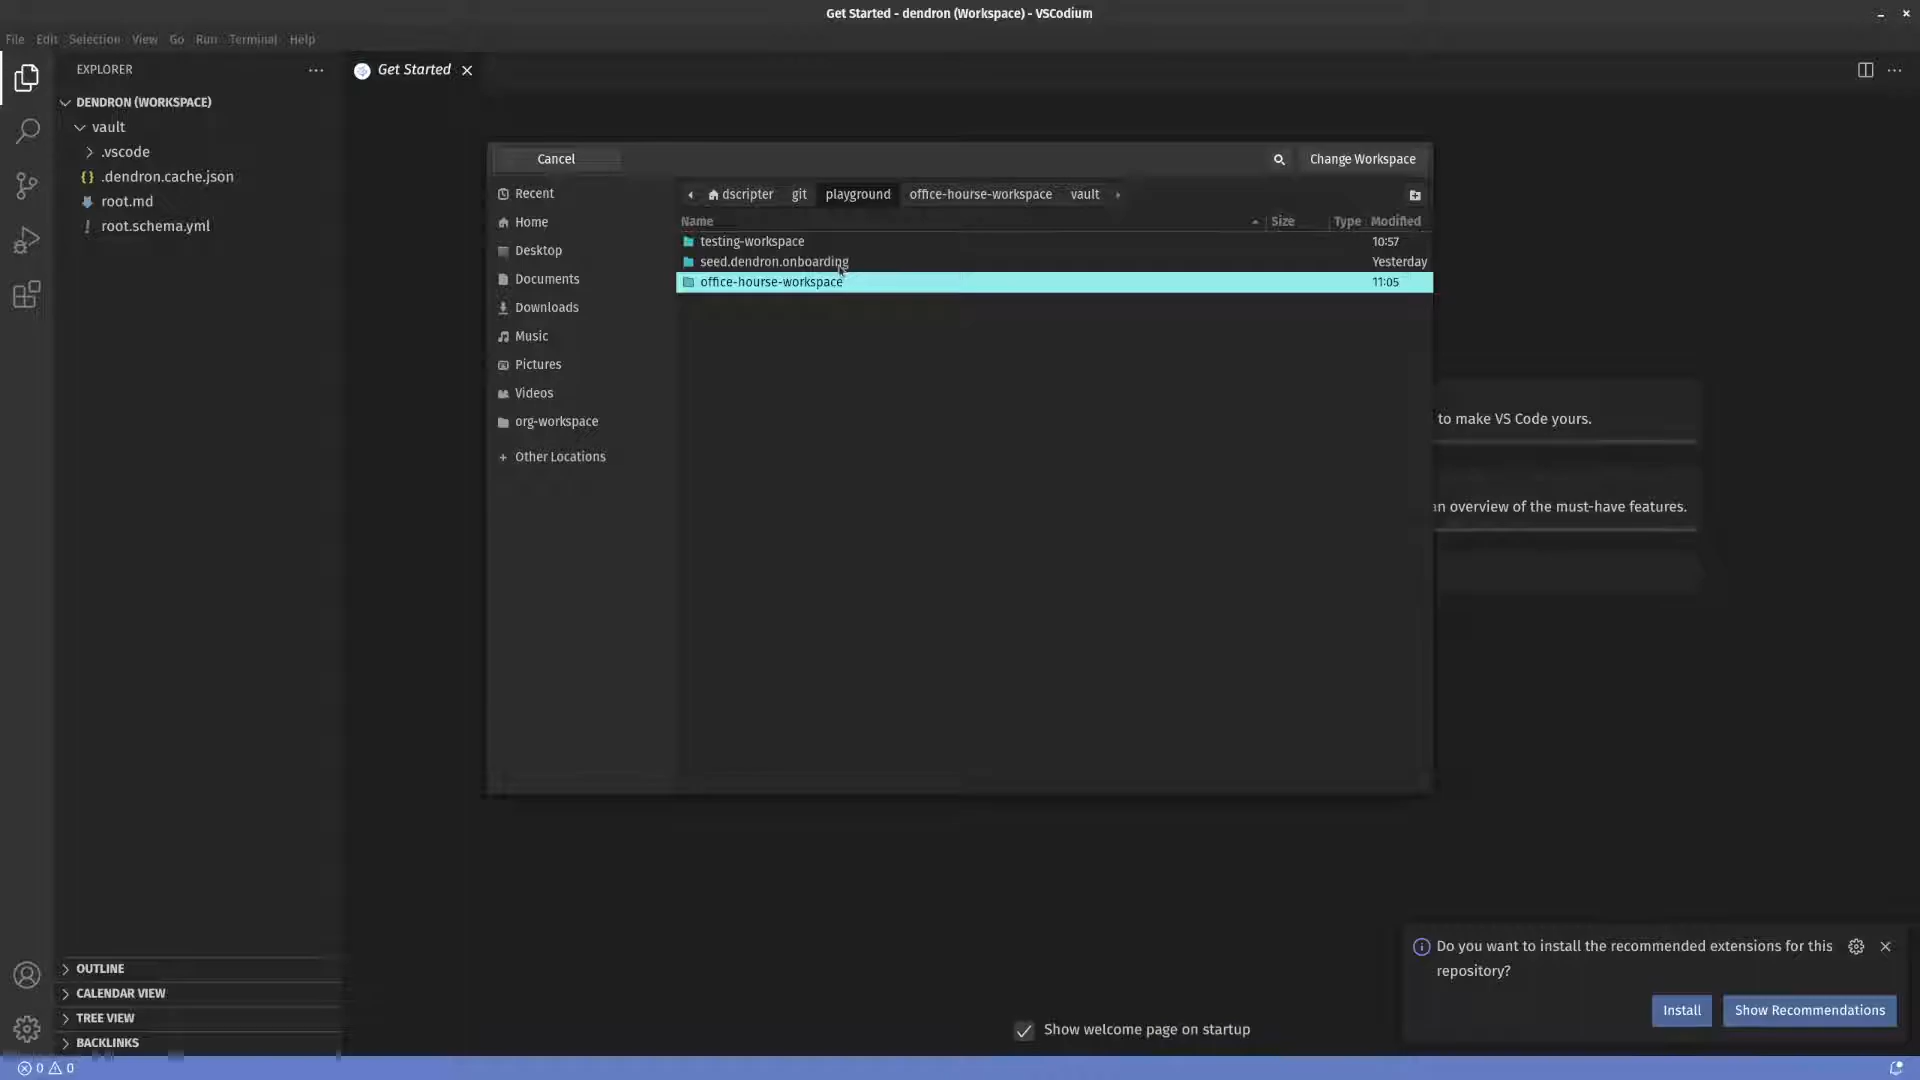 Get Started - dendron (Workspace) - VSCodium
File Edit Selection View Go Run Terminal Help
EXPLORER
Get Started
DENDRON (WORKSPACE)
vault
.vscode
.dendron.cache.json
root.md
root.schema.yml
Cancel
Change Workspace
Recent
Home
Desktop
Documents
Downloads
Music
Pictures
Videos
org-workspace
Other Locations
dscripter git playground office-hourse-workspace vault
Name Size Type Modified
testing-workspace 10:57
seed.dendron.onboarding Yesterday
office-hourse-workspace 11:05
to make VS Code yours.
an overview of the must-have features.
Do you want to install the recommended extensions for this
repository?
Install Show Recommendations
Show welcome page on startup
OUTLINE
CALENDAR VIEW
TREE VIEW
BACKLINKS
0 0